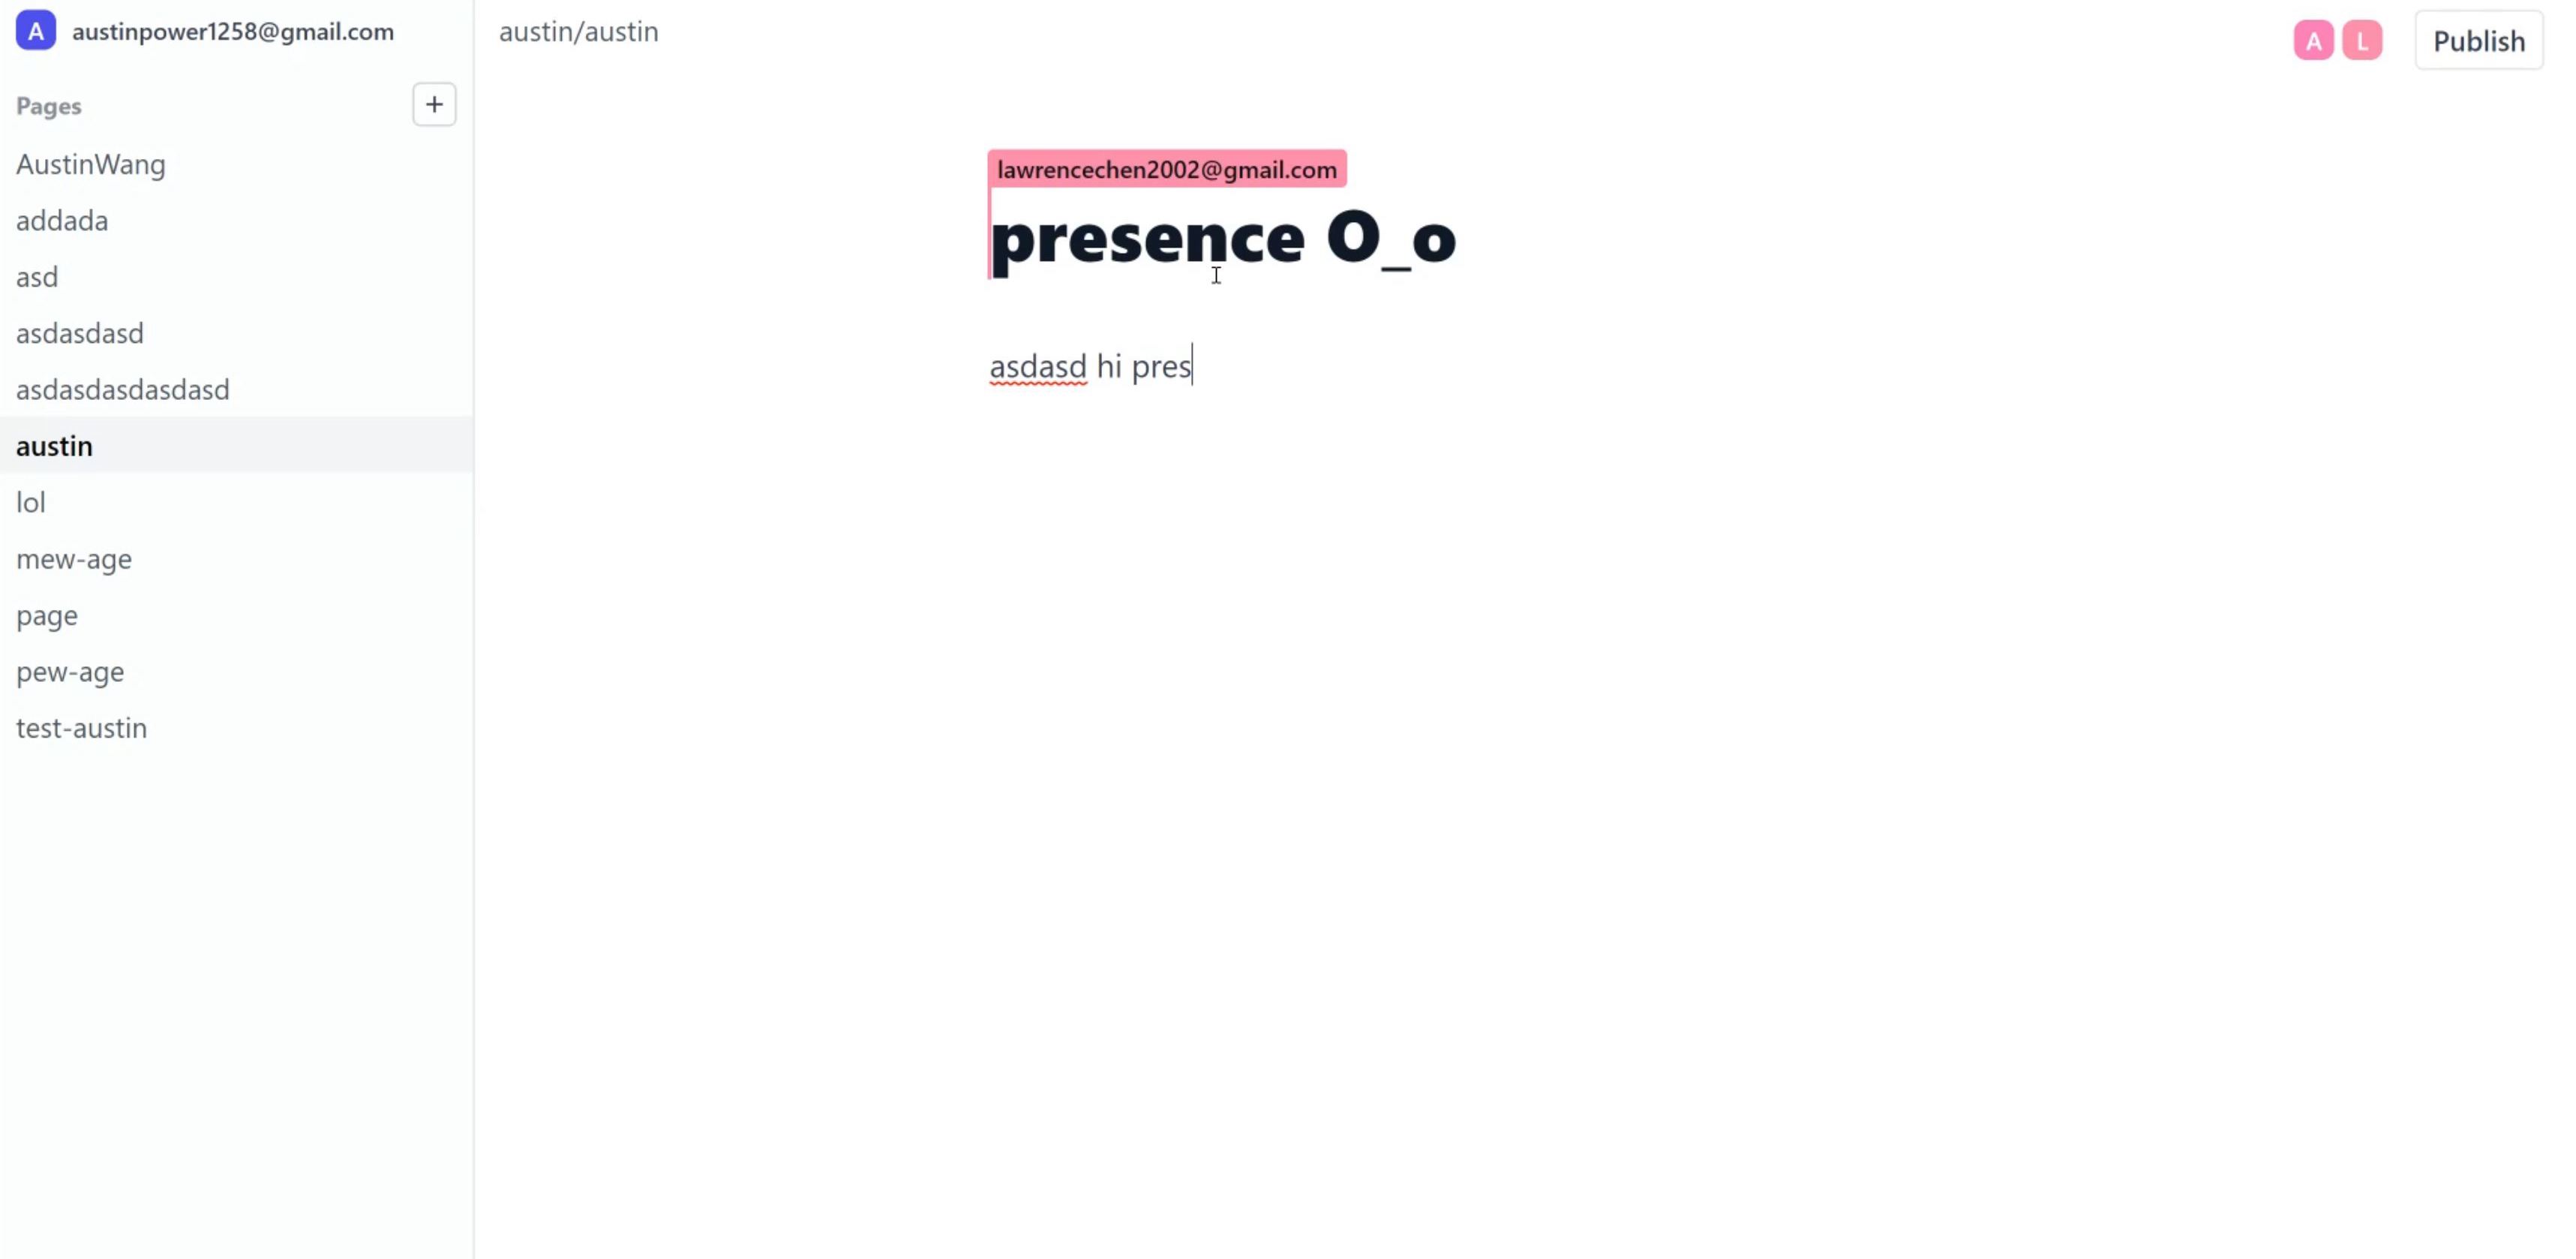 A austinpower1258@gmail.com
Pages +
AustinWang
addada
asd
asdasdasd
asdasdasdasdasd
austin
lol
mew-age
page
pew-age
test-austin
austin/austin
A L Publish
lawrencechen2002@gmail.com
presence O_o
asdasd hi pres